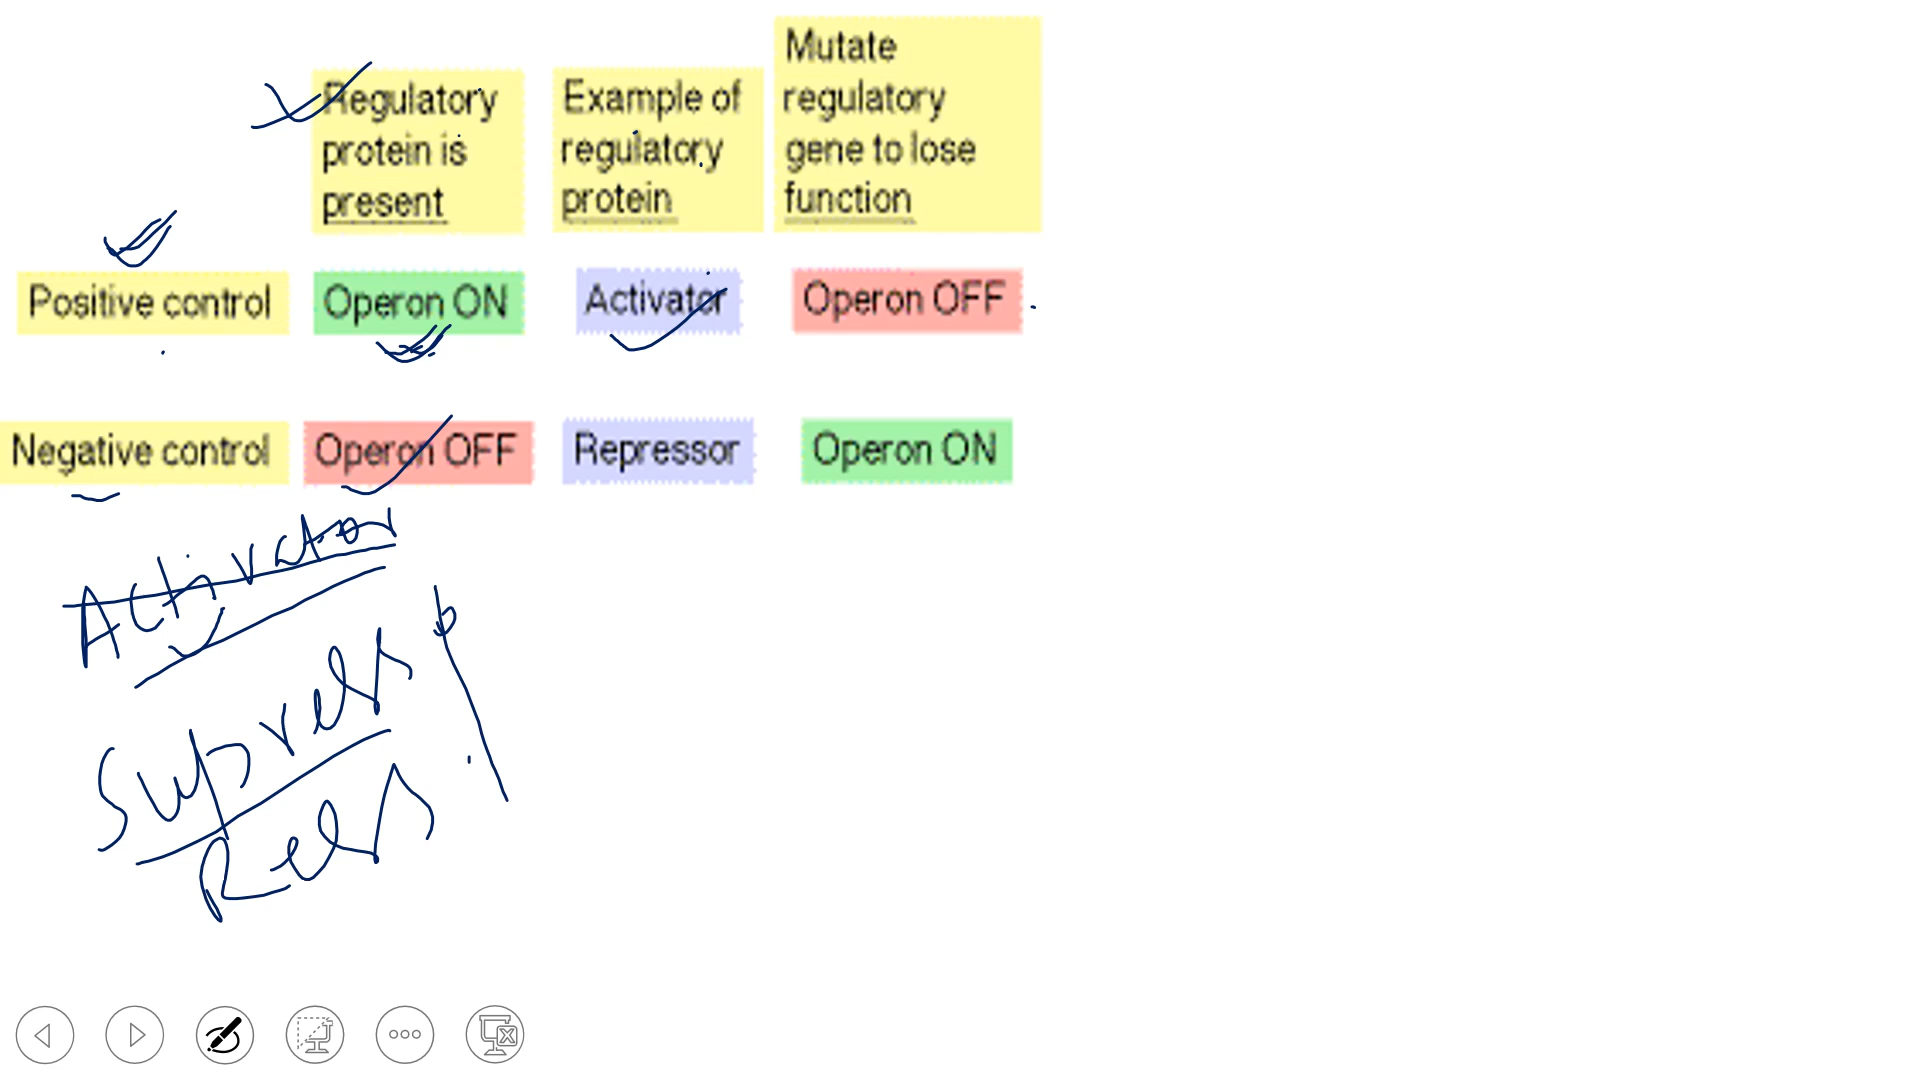 Regulatory
protein is
present
Example of
regulatory
protein
Mutate
regulatory
gene to lose
function
Positive control
Operon ON
Activator
Operon OFF
Negative control
Operon OFF
Repressor
Operon ON
Activator
Supress